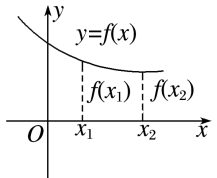 y
y=f(x)
f(x₁) f(x₂)
O x₁ x₂ x